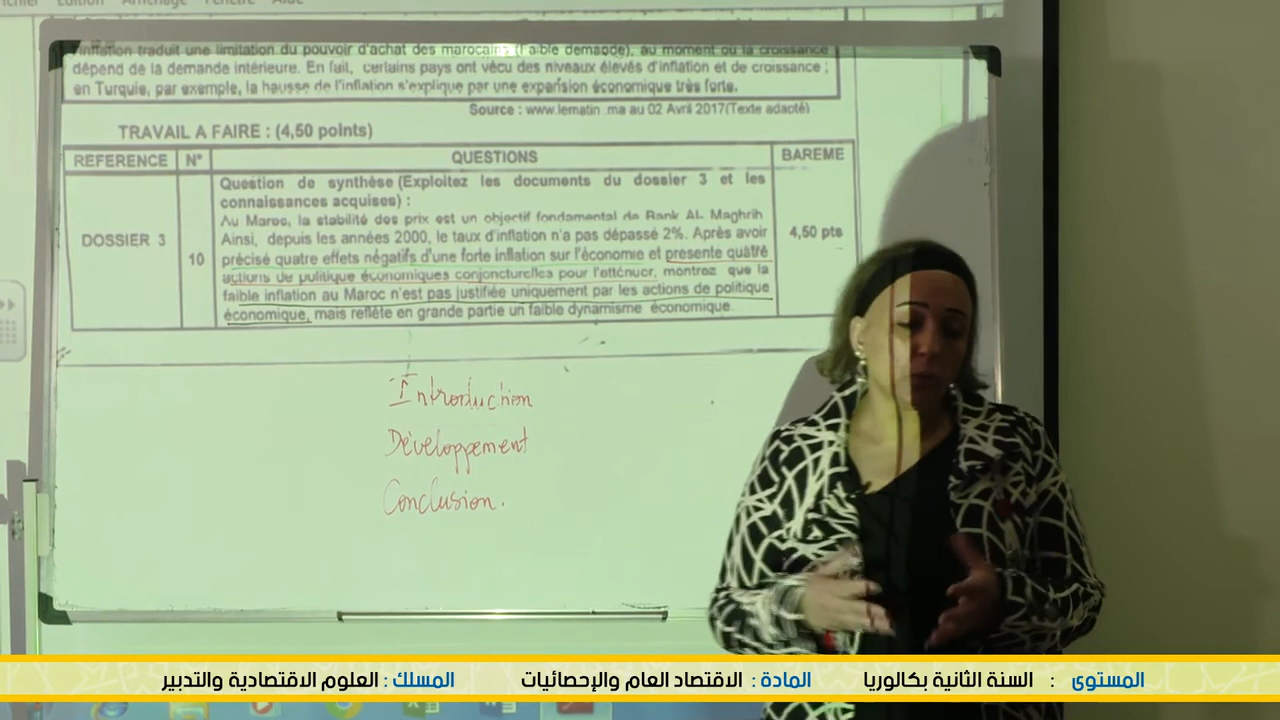 Edition Affichage Fenêtre Aide
l'inflation traduit une limitation du pouvoir d'achat des marocains (Faible demande), au moment où la croissance
dépend de la demande intérieure. En fait, certains pays ont vécu des niveaux élevés d'inflation et de croissance ;
en Turquie, par exemple, la hausse de l'inflation s'explique par une expansion économique très forte.
Source : www.lematin .ma au 02 Avril 2017(Texte adapté)
TRAVAIL A FAIRE : (4,50 points)
REFERENCE N° QUESTIONS BAREME
DOSSIER 3
10
Question de synthèse (Exploitez les documents du dossier 3 et les
connaissances acquises) :
Au Maroc, la stabilité des prix est un objectif fondamental de Bank AL Maghrib
Ainsi, depuis les années 2000, le taux d'inflation n'a pas dépassé 2%. Après avoir
précisé quatre effets négatifs d'une forte inflation sur l'économie et presente quatre
actions de politique économiques conjoncturelles pour l'atténuer, montrez que la
faible inflation au Maroc n'est pas justifiée uniquement par les actions de politique
économique, mais reflète en grande partie un faible dynamisme économique.
4,50 pts
Introduction
Développement
Conclusion.
المستوى : السنة الثانية بكالوريا المادة : الاقتصاد العام والإحصائيات المسلك : العلوم الاقتصادية والتدبير